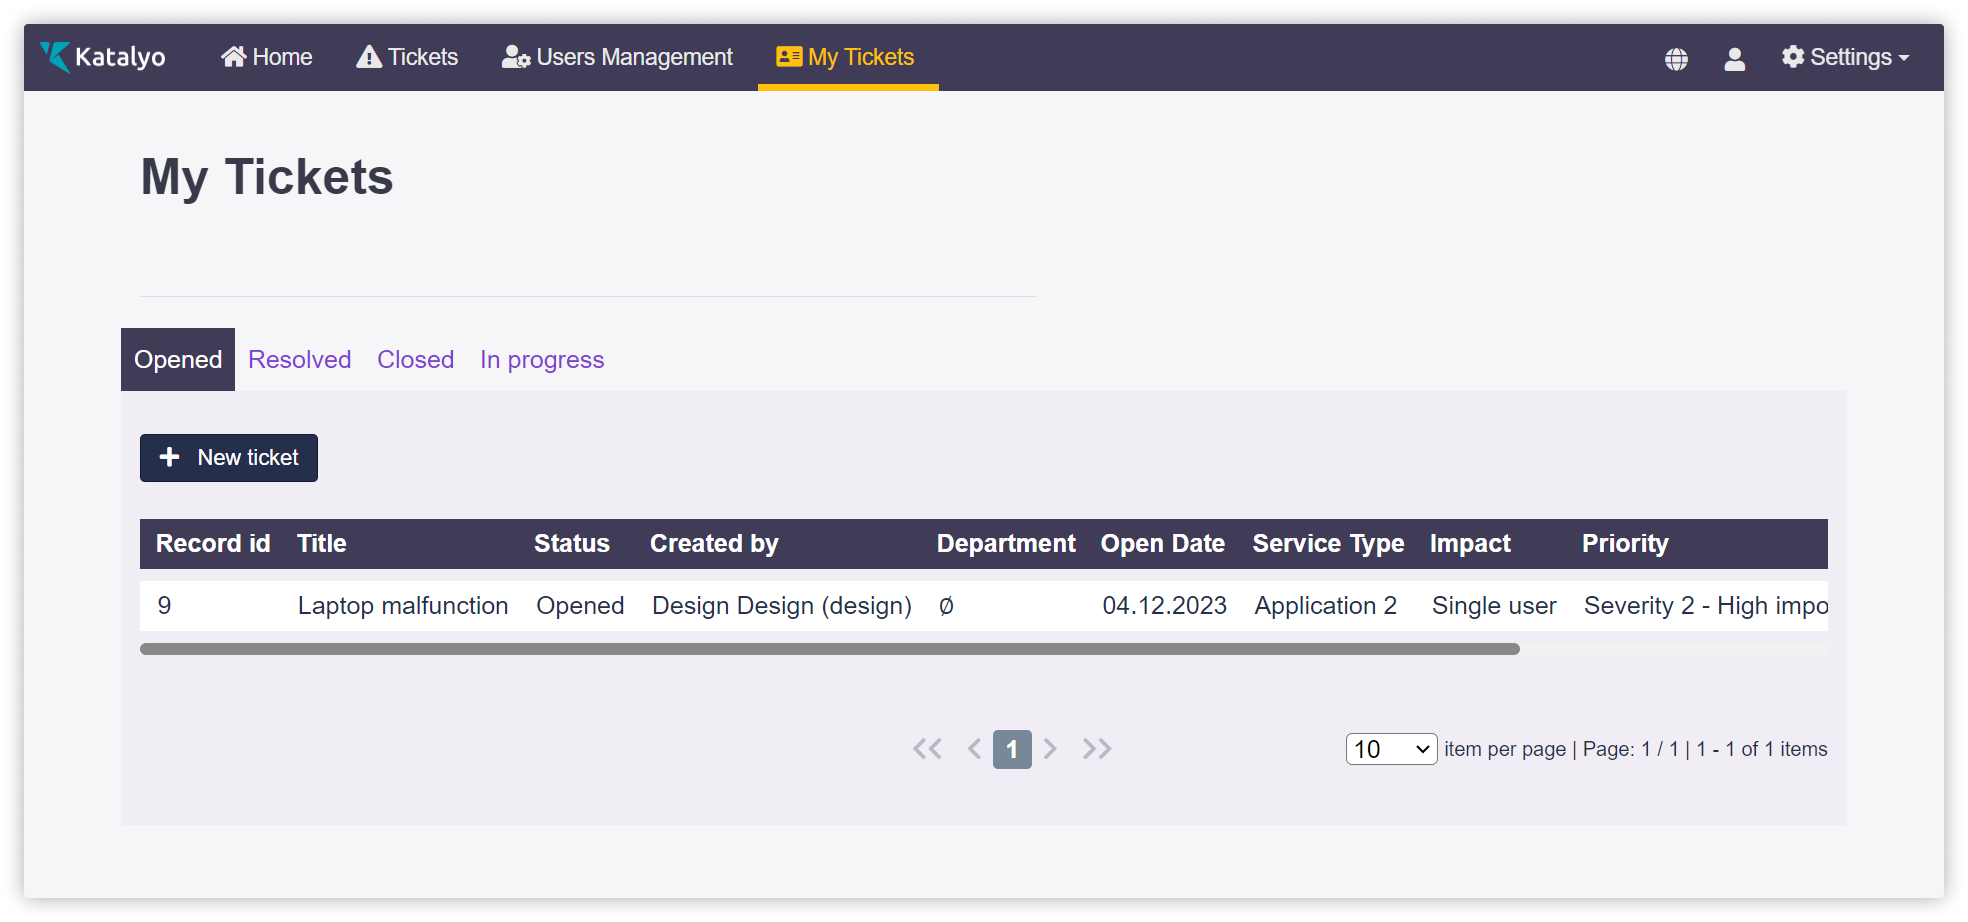 Katalyo Home Tickets Users Management My Tickets Settings
My Tickets
Opened Resolved Closed In progress
New ticket
Record id Title Status Created by Department Open Date Service Type Impact Priority
9 Laptop malfunction Opened Design Design (design) Ø 04.12.2023 Application 2 Single user Severity 2 - High impo
<< < 1 > >> 10 item per page | Page: 1 / 1 | 1 - 1 of 1 items